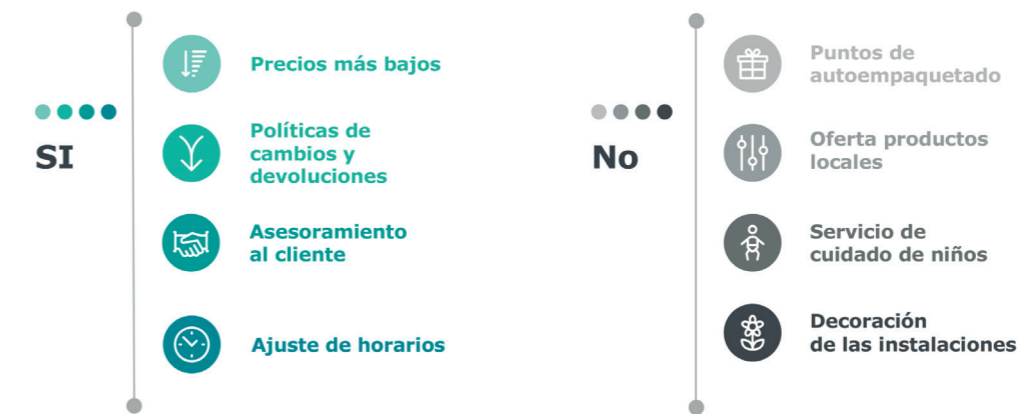 SI
Precios más bajos
Políticas de
cambios y
devoluciones
Asesoramiento
al cliente
Ajuste de horarios
No
Puntos de
autoempaquetado
Oferta productos
locales
Servicio de
cuidado de niños
Decoración
de las instalaciones